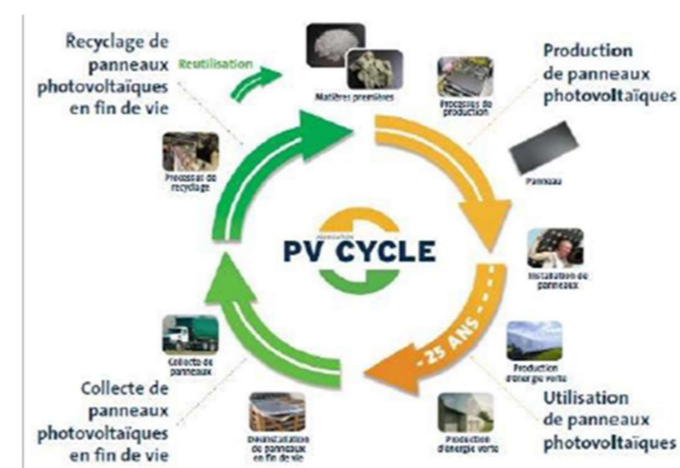 Recyclage de
panneaux
photovoltaïques
en fin de vie
Reutilisation
Matières premières
Processus de
production
Production
de panneaux
photovoltaïques
Panneau
Processus de
recyclage
PV CYCLE
Installation de
panneaux
- 25 ANS -
Production
d'énergie verte
Utilisation
de panneaux
photovoltaïques
Production
d'énergie verte
Désinstallation
de panneaux
en fin de vie
Collecte de
panneaux
Collecte de
panneaux
photovoltaïques
en fin de vie